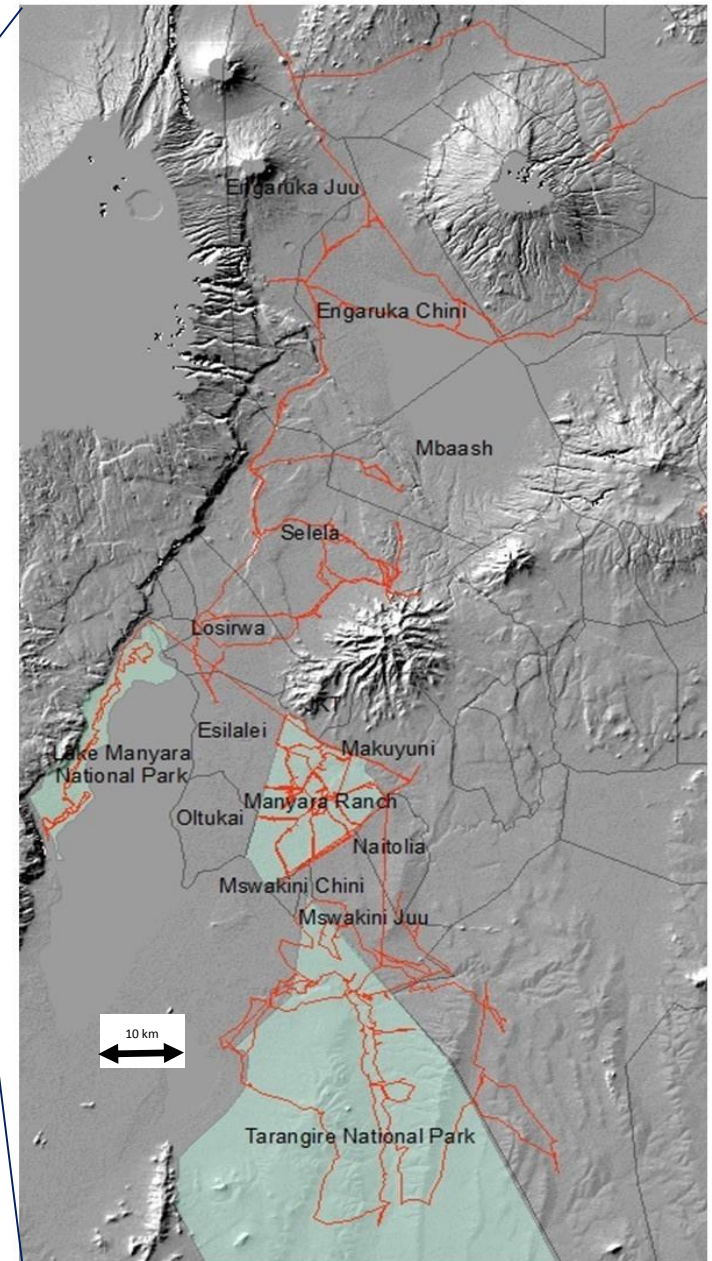 Engaruka Juu
Engaruka Chini
Mbaash
Selela
Losirwa
JKT
Esilalei
Makuyuni
Lake Manyara
National Park
Manyara Ranch
Oltukai
Naitolia
Mswakini Chini
Mswakini Juu
10 km
Tarangire National Park